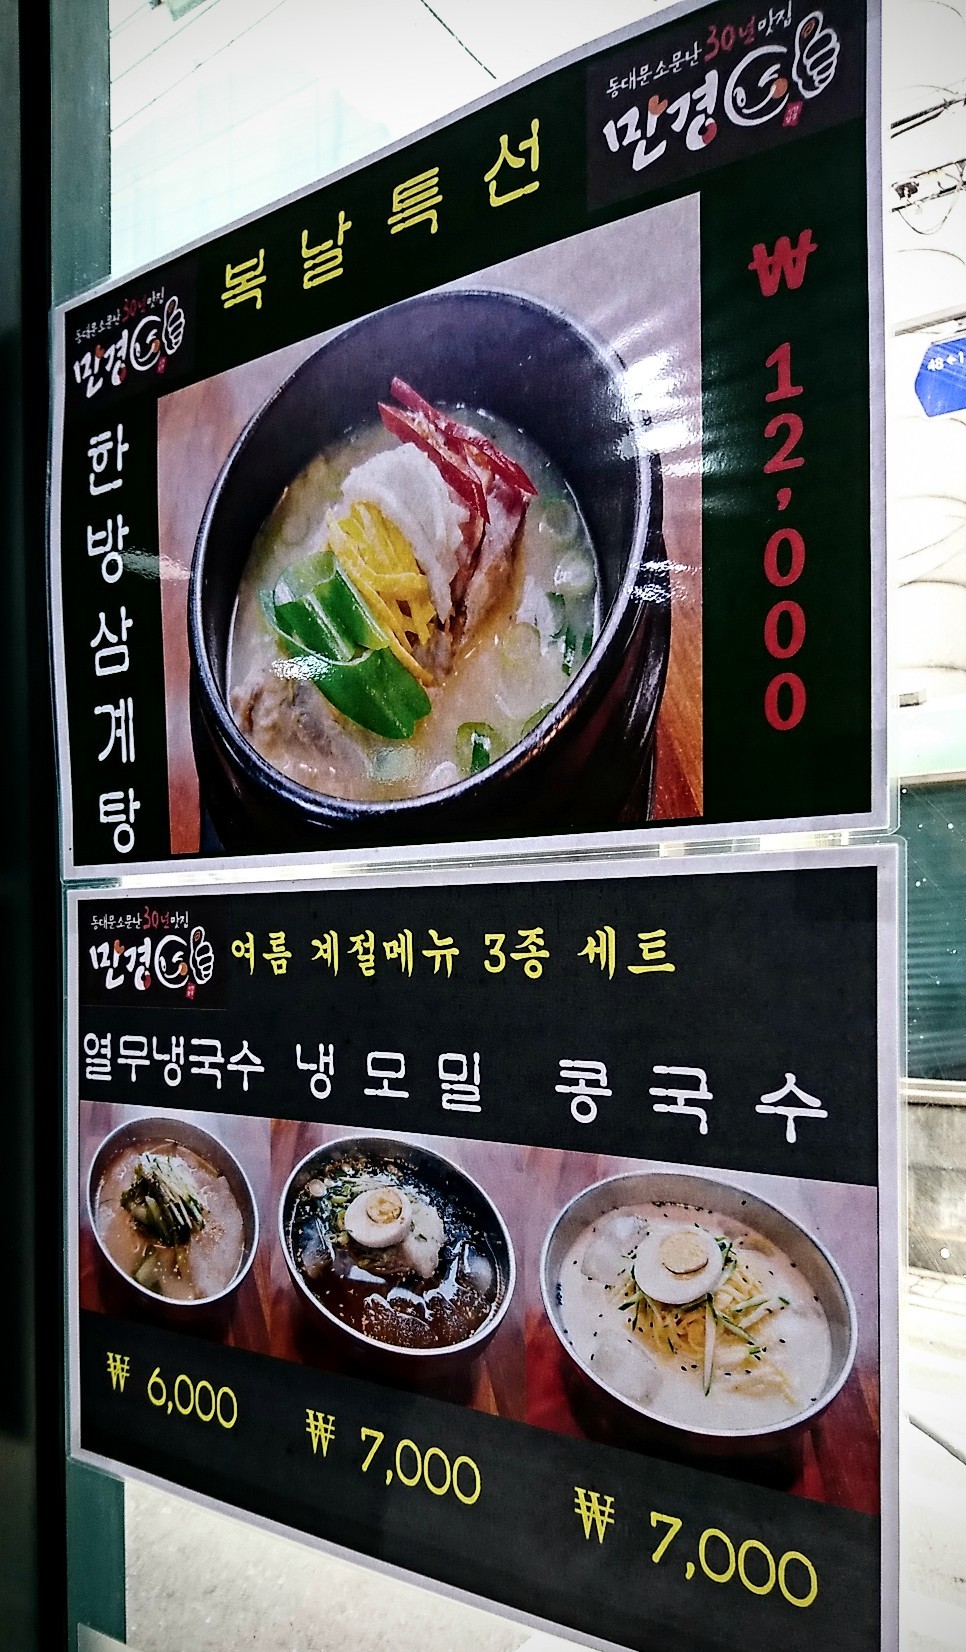 동대문 소문난 30년 맛집
만경
복날특선
동대문 소문난 30년 맛집
만경
한방삼계탕
₩ 12,000
동대문 소문난 30년 맛집
만경
여름 계절메뉴 3종 세트
열무냉국수 냉모밀 콩국수
₩ 6,000
₩ 7,000
₩ 7,000